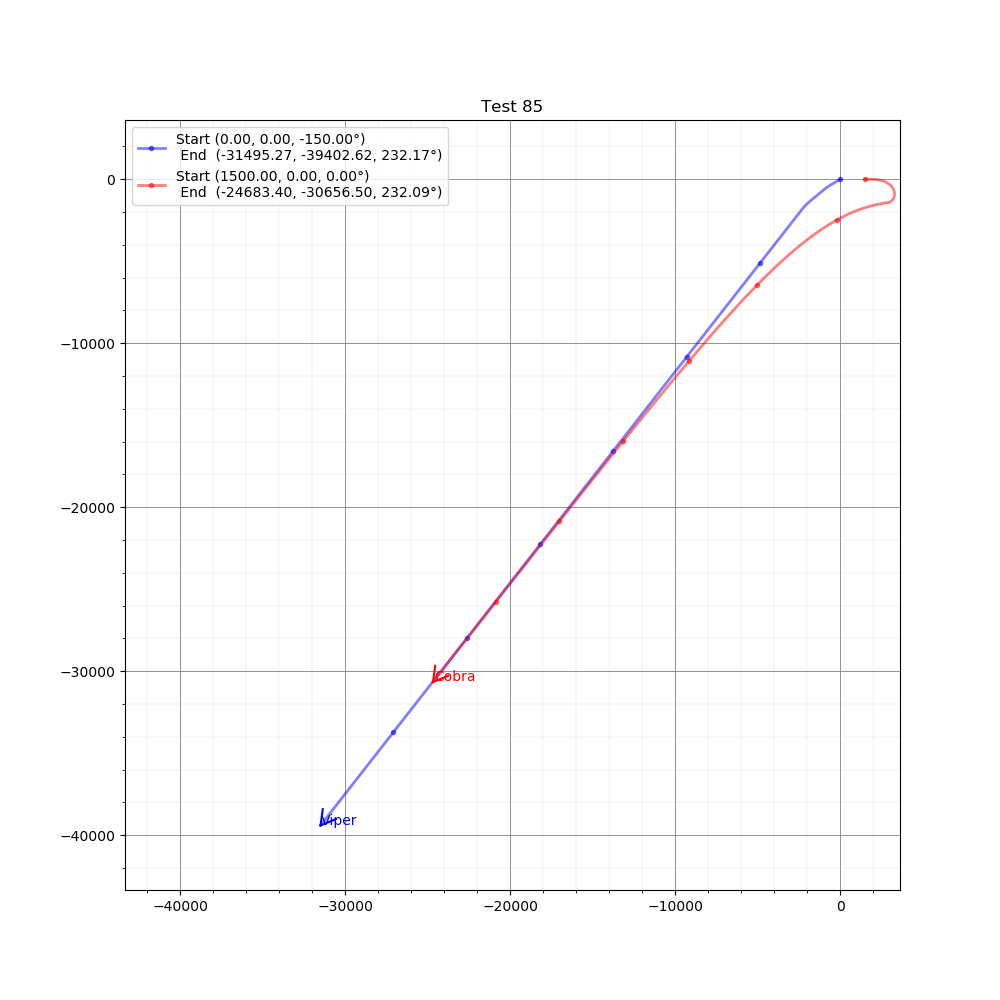 Test 85
Start (0.00, 0.00, -150.00°)
End  (-31495.27, -39402.62, 232.17°)
Start (1500.00, 0.00, 0.00°)
End  (-24683.40, -30656.50, 232.09°)
0
−10000
−20000
−30000
−40000
Cobra
Viper
−40000 −30000 −20000 −10000 0